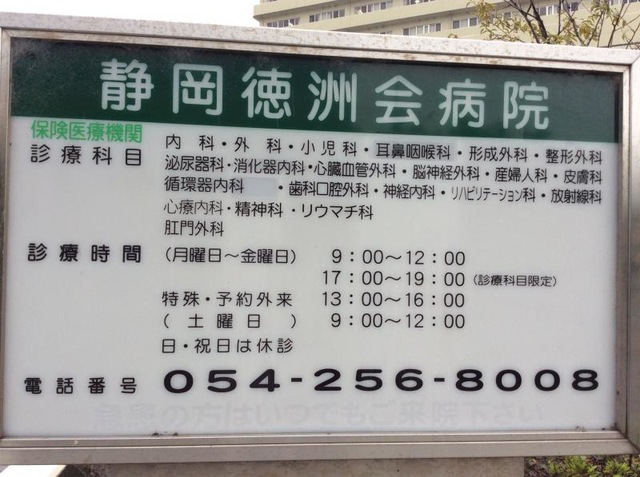 静岡徳洲会病院
保険医療機関
診療科目 内科・外科・小児科・耳鼻咽喉科・形成外科・整形外科
泌尿器科・消化器内科・心臓血管外科・脳神経外科・産婦人科・皮膚科
循環器内科 ・歯科口腔外科・神経内科・リハビリテーション科・放射線科
心療内科・精神科・リウマチ科
肛門外科
診療時間 (月曜日〜金曜日) 9:00〜12:00
17:00〜19:00 (診療科目限定)
特殊・予約外来 13:00〜16:00
(土曜日) 9:00〜12:00
日・祝日は休診
電話番号 054-256-8008
急患の方はいつでもご来院下さい